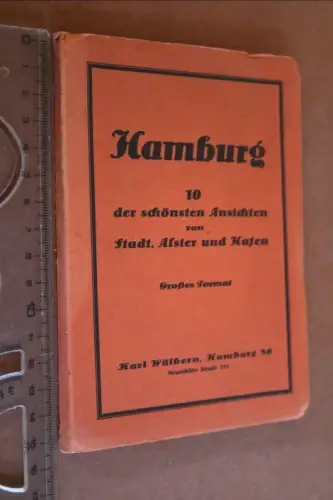 Hamburg
10
der schönsten Ansichten
von
Stadt, Alster und Hafen
Großes Format
Karl Wülbern, Hamburg 36